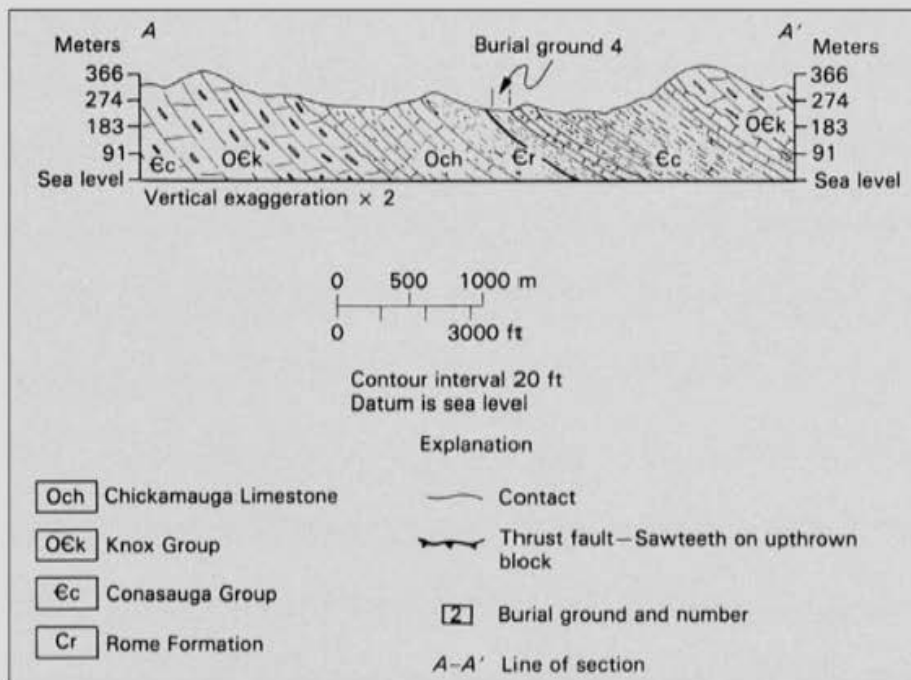 A A'
Meters Burial ground 4 Meters
366 366
274 274
183 183
91 91
Єc OЄk Och Єr Єc OЄk
Sea level Sea level
Vertical exaggeration × 2
0 500 1000 m
0 3000 ft
Contour interval 20 ft
Datum is sea level
Explanation
Och Chickamauga Limestone
OЄk Knox Group
Єc Conasauga Group
Cr Rome Formation
Contact
Thrust fault—Sawteeth on upthrown
block
2 Burial ground and number
A–A' Line of section